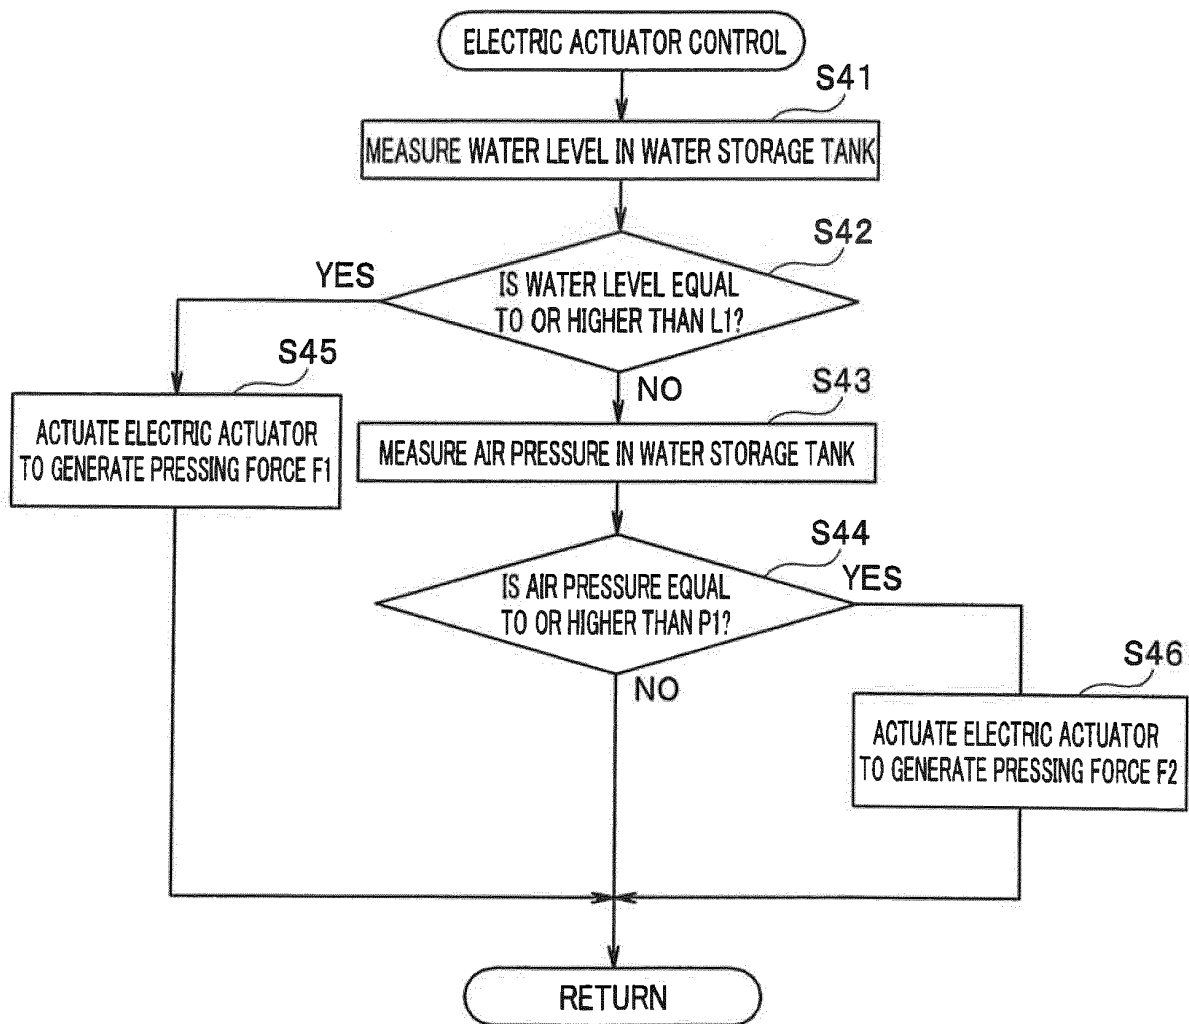 ELECTRIC ACTUATOR CONTROL
S41
MEASURE WATER LEVEL IN WATER STORAGE TANK
S42
YES
IS WATER LEVEL EQUAL
TO OR HIGHER THAN L1?
S45
NO
S43
ACTUATE ELECTRIC ACTUATOR
TO GENERATE PRESSING FORCE F1
MEASURE AIR PRESSURE IN WATER STORAGE TANK
S44
YES
IS AIR PRESSURE EQUAL
TO OR HIGHER THAN P1?
NO
S46
ACTUATE ELECTRIC ACTUATOR
TO GENERATE PRESSING FORCE F2
RETURN